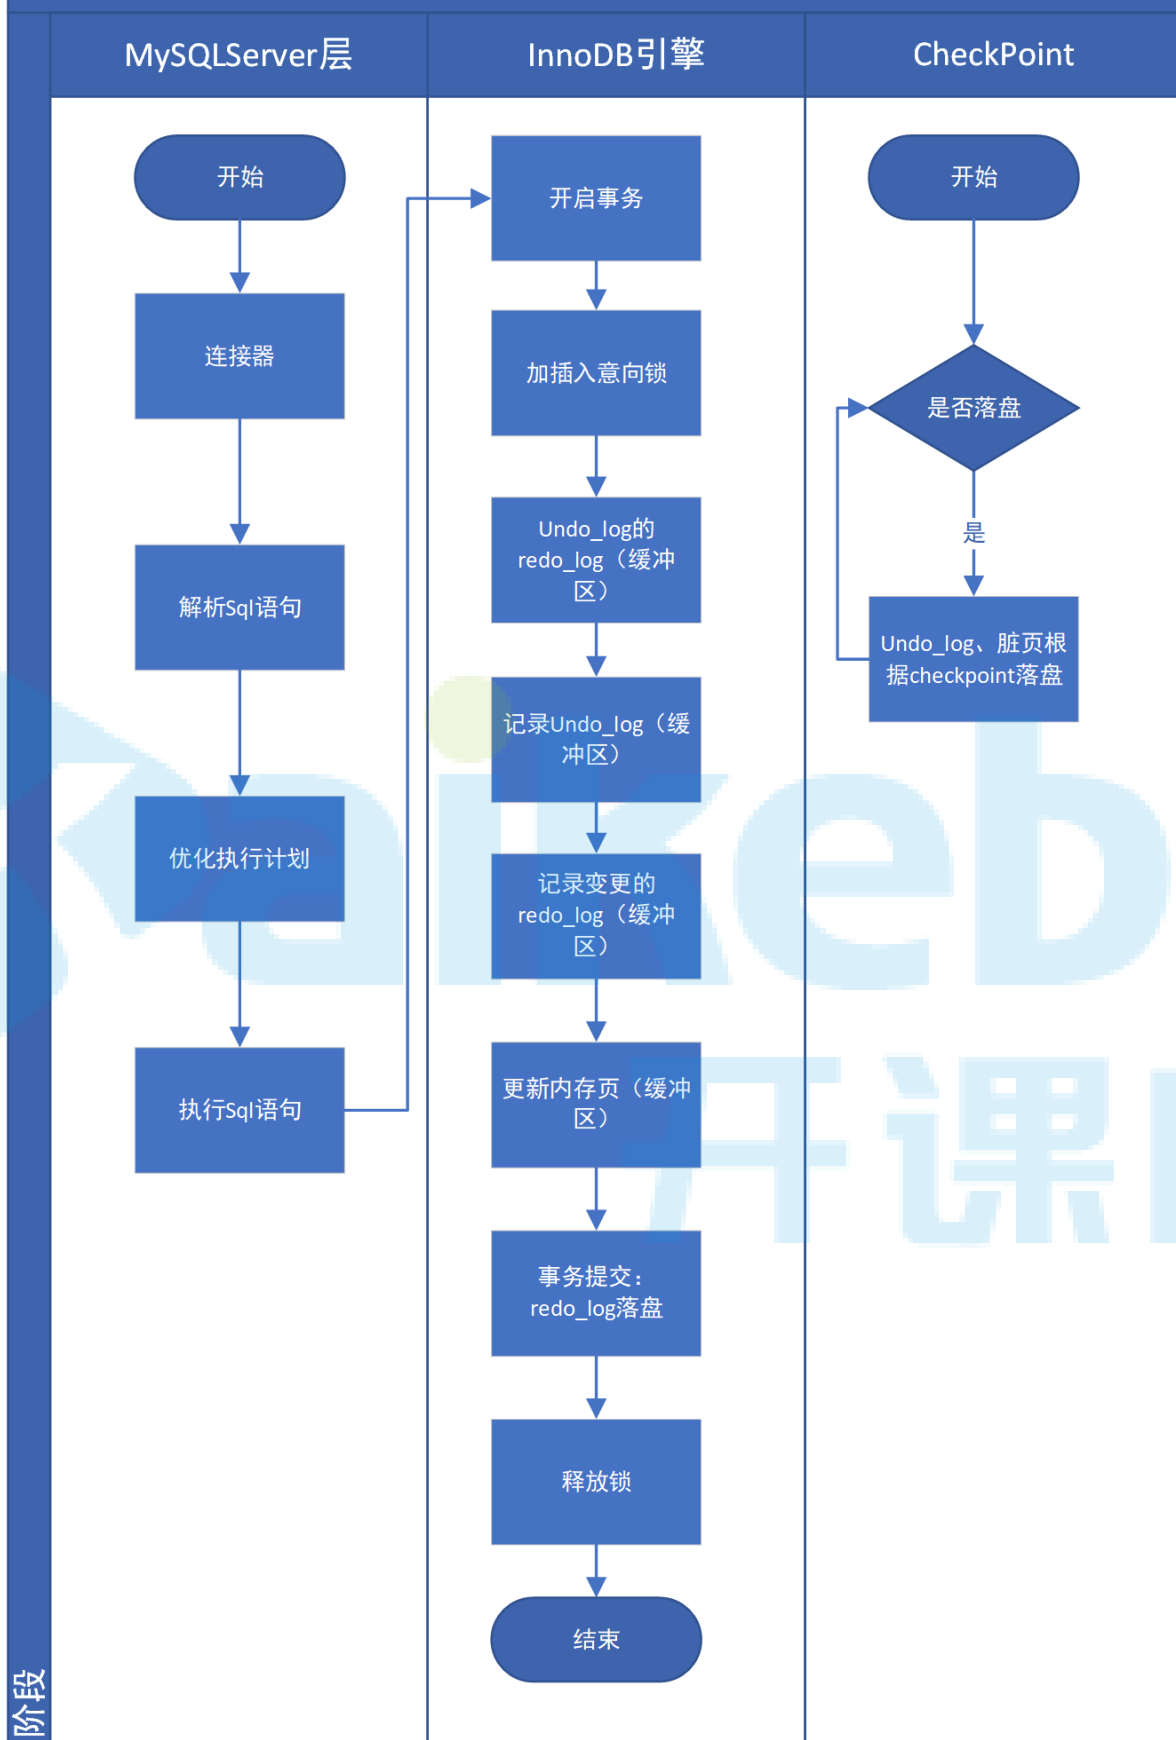 MySQLServer层
InnoDB引擎
CheckPoint
开始
连接器
解析Sql语句
优化执行计划
执行Sql语句
开启事务
加插入意向锁
Undo_log的
redo_log（缓冲
区）
记录Undo_log（缓
冲区）
记录变更的
redo_log（缓冲
区）
更新内存页（缓冲
区）
事务提交：
redo_log落盘
释放锁
结束
开始
是否落盘
是
Undo_log、脏页根
据checkpoint落盘
阶段
aikeb
开课